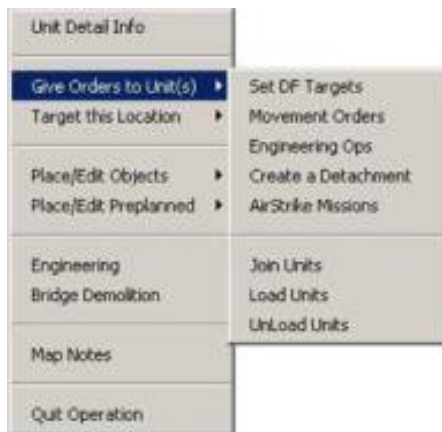 Unit Detail Info
Give Orders to Unit(s)
Target this Location
Place/Edit Objects
Place/Edit Preplanned
Engineering
Bridge Demolition
Map Notes
Quit Operation
Set DF Targets
Movement Orders
Engineering Ops
Create a Detachment
AirStrike Missions
Join Units
Load Units
UnLoad Units